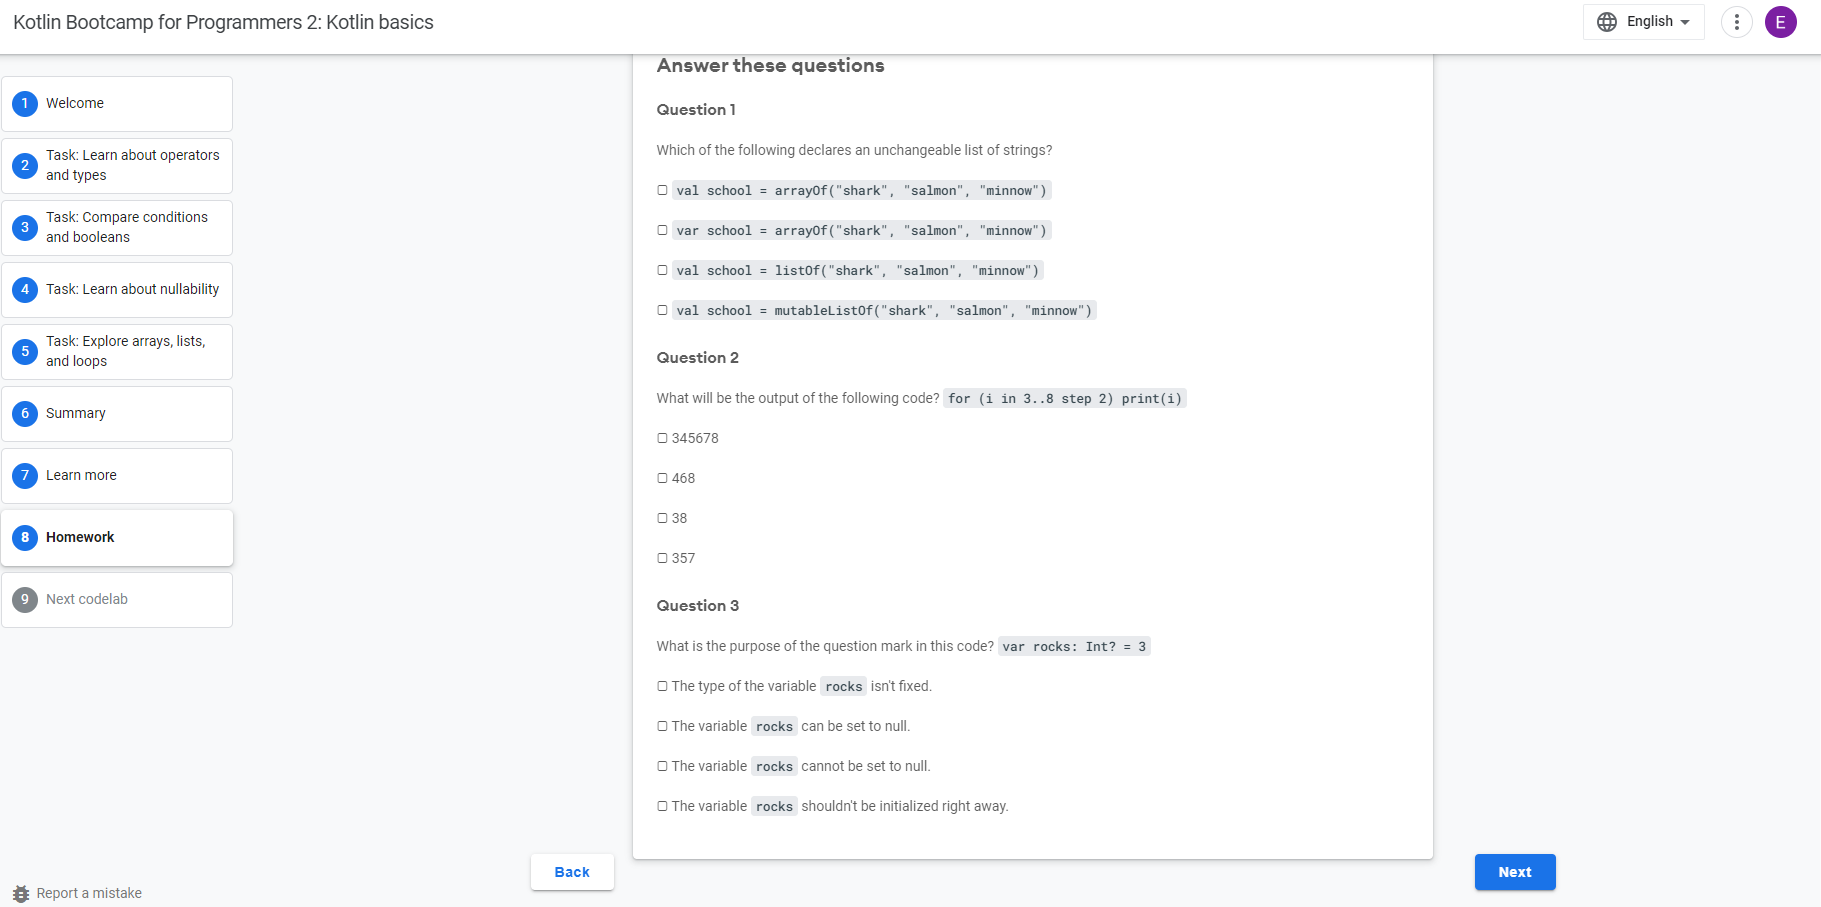 Kotlin Bootcamp for Programmers 2: Kotlin basics
English
E
1 Welcome
2 Task: Learn about operators
and types
3 Task: Compare conditions
and booleans
4 Task: Learn about nullability
5 Task: Explore arrays, lists,
and loops
6 Summary
7 Learn more
8 Homework
9 Next codelab
Report a mistake
Answer these questions
Question 1
Which of the following declares an unchangeable list of strings?
val school = arrayOf("shark", "salmon", "minnow")
var school = arrayOf("shark", "salmon", "minnow")
val school = listOf("shark", "salmon", "minnow")
val school = mutableListOf("shark", "salmon", "minnow")
Question 2
What will be the output of the following code? for (i in 3..8 step 2) print(i)
345678
468
38
357
Question 3
What is the purpose of the question mark in this code? var rocks: Int? = 3
The type of the variable rocks isn't fixed.
The variable rocks can be set to null.
The variable rocks cannot be set to null.
The variable rocks shouldn't be initialized right away.
Back
Next